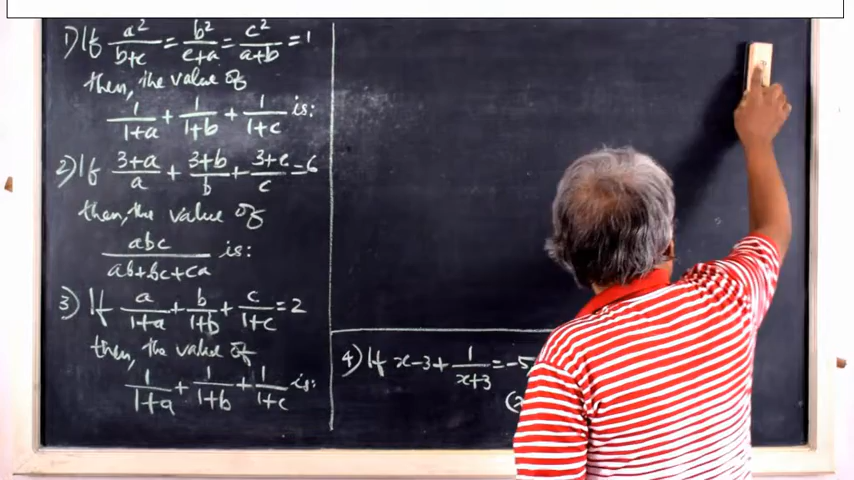 1) If a²/(b+c) = b²/(c+a) = c²/(a+b) = 1
then, the value of
1/(1+a) + 1/(1+b) + 1/(1+c) is:
2) If (3+a)/a + (3+b)/b + (3+c)/c = 6
then, the value of
abc/(ab+bc+ca) is:
3) If a/(1+a) + b/(1+b) + c/(1+c) = 2
then, the value of
1/(1+a) + 1/(1+b) + 1/(1+c) is:
4) If x-3 + 1/(x+3) = -5